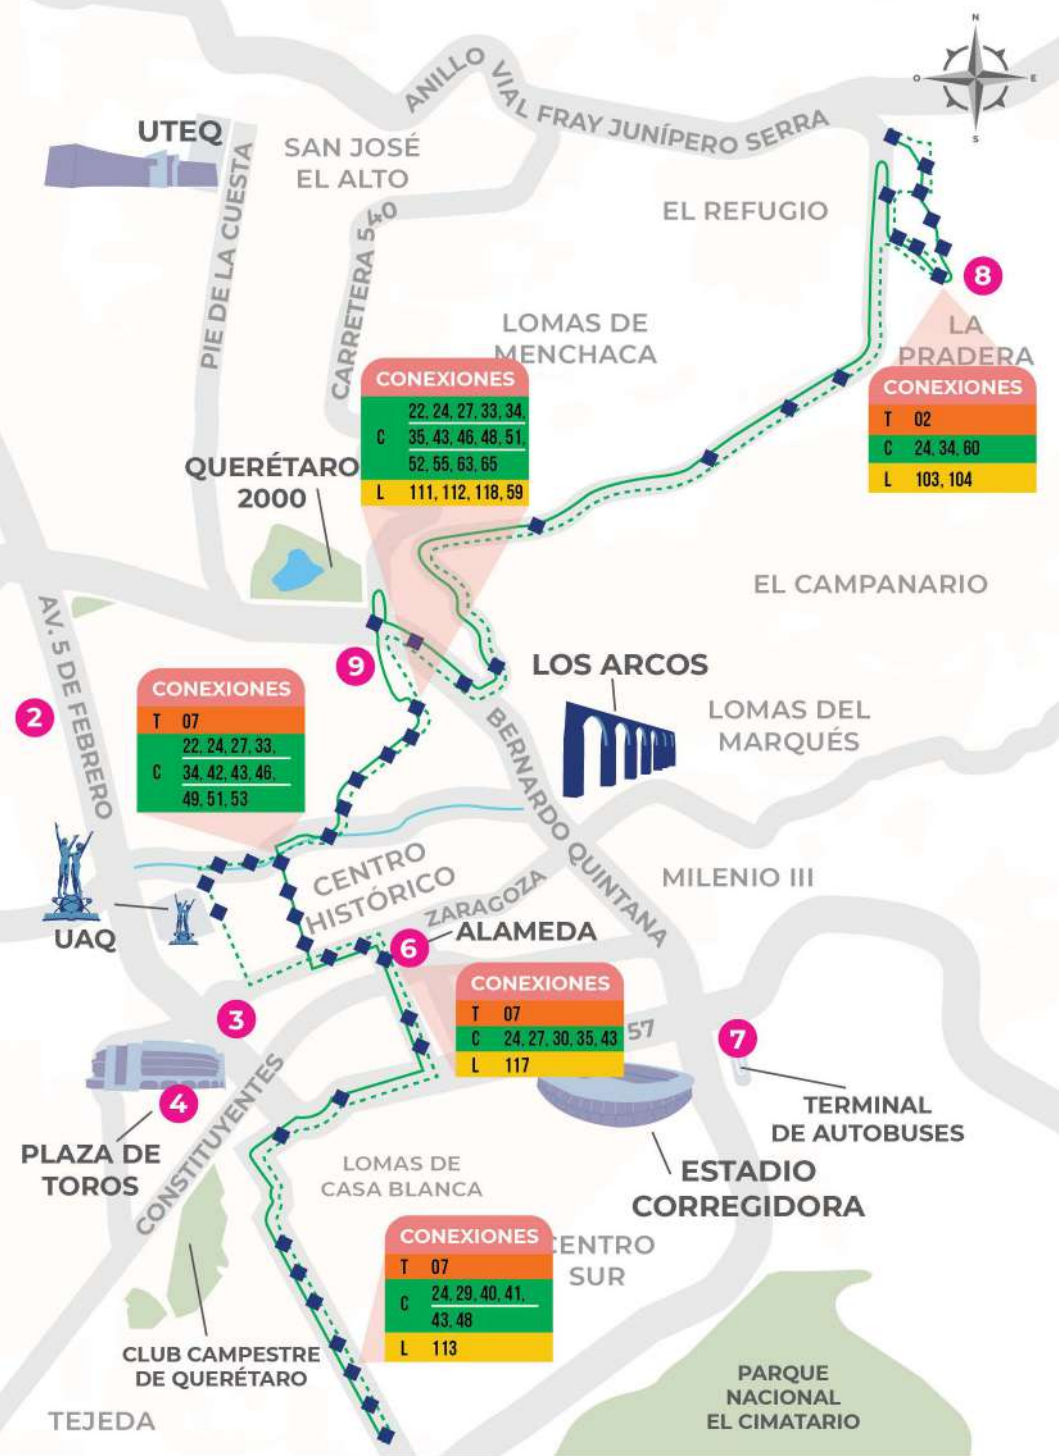 N
O
E
S
ANILLO VIAL FRAY JUNÍPERO SERRA
UTEQ
SAN JOSÉ
EL ALTO
PIE DE LA CUESTA
CARRETERA 540
EL REFUGIO
8
LA
PRADERA
LOMAS DE
MENCHACA
CONEXIONES
22, 24, 27, 33, 34,
C 35, 43, 46, 48, 51,
52, 55, 63, 65
L 111, 112, 118, 59
CONEXIONES
T 02
C 24, 34, 60
L 103, 104
QUERÉTARO
2000
EL CAMPANARIO
AV. 5 DE FEBRERO
9
LOS ARCOS
2
CONEXIONES
T 07
22, 24, 27, 33,
C 34, 42, 43, 46,
49, 51, 53
LOMAS DEL
MARQUÉS
BERNARDO QUINTANA
CENTRO
HISTÓRICO
MILENIO III
ZARAGOZA
UAQ
6
ALAMEDA
CONEXIONES
T 07
C 24, 27, 30, 35, 43
L 117
57
3
7
4
PLAZA DE
TOROS
CONSTITUYENTES
TERMINAL
DE AUTOBUSES
LOMAS DE
CASA BLANCA
ESTADIO
CORREGIDORA
CONEXIONES
T 07
C 24, 29, 40, 41,
43, 48
L 113
CENTRO
SUR
CLUB CAMPESTRE
DE QUERÉTARO
TEJEDA
PARQUE
NACIONAL
EL CIMATARIO